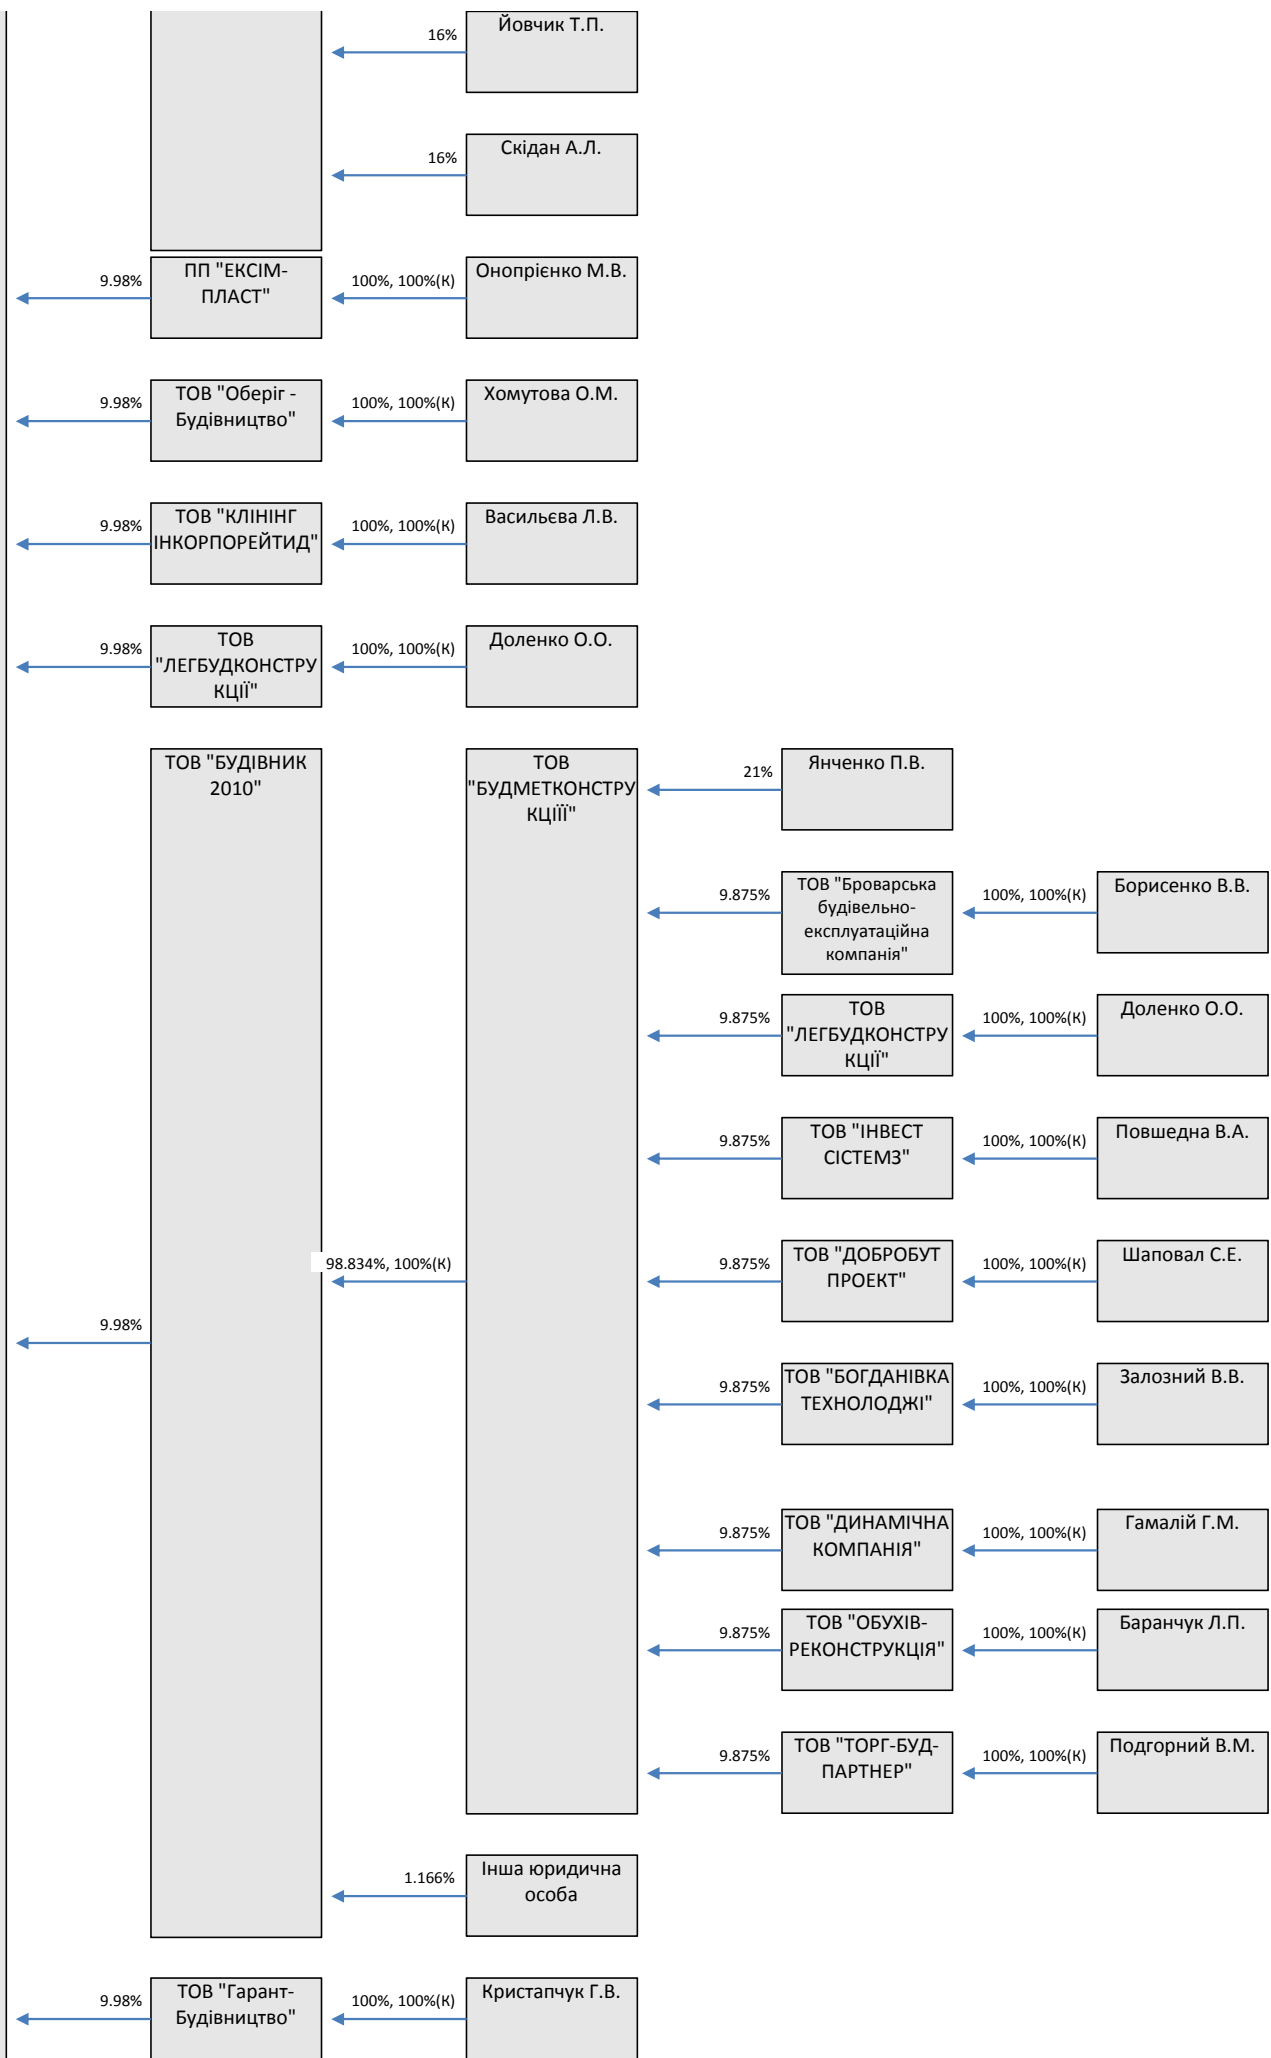 16%
Йовчик Т.П.
16%
Скідан А.Л.
9.98%
ПП "ЕКСІМ-
ПЛАСТ"
100%, 100%(К)
Онопрієнко М.В.
9.98%
ТОВ "Оберіг -
Будівництво"
100%, 100%(К)
Хомутова О.М.
9.98%
ТОВ "КЛІНІНГ
ІНКОРПОРЕЙТИД"
100%, 100%(К)
Васильєва Л.В.
9.98%
ТОВ
"ЛЕГБУДКОНСТРУ
КЦІЇ"
100%, 100%(К)
Доленко О.О.
9.98%
ТОВ "БУДІВНИК
2010"
98.834%, 100%(К)
ТОВ
"БУДМЕТКОНСТРУ
КЦІЇЇ"
21%
Янченко П.В.
9.875%
ТОВ "Броварська
будівельно-
експлуатаційна
компанія"
100%, 100%(К)
Борисенко В.В.
9.875%
ТОВ
"ЛЕГБУДКОНСТРУ
КЦІЇ"
100%, 100%(К)
Доленко О.О.
9.875%
ТОВ "ІНВЕСТ
СІСТЕМЗ"
100%, 100%(К)
Повшедна В.А.
9.875%
ТОВ "ДОБРОБУТ
ПРОЕКТ"
100%, 100%(К)
Шаповал С.Е.
9.875%
ТОВ "БОГДАНІВКА
ТЕХНОЛОДЖІ"
100%, 100%(К)
Залозний В.В.
9.875%
ТОВ "ДИНАМІЧНА
КОМПАНІЯ"
100%, 100%(К)
Гамалій Г.М.
9.875%
ТОВ "ОБУХІВ-
РЕКОНСТРУКЦІЯ"
100%, 100%(К)
Баранчук Л.П.
9.875%
ТОВ "ТОРГ-БУД-
ПАРТНЕР"
100%, 100%(К)
Подгорний В.М.
1.166%
Інша юридична
особа
9.98%
ТОВ "Гарант-
Будівництво"
100%, 100%(К)
Кристапчук Г.В.